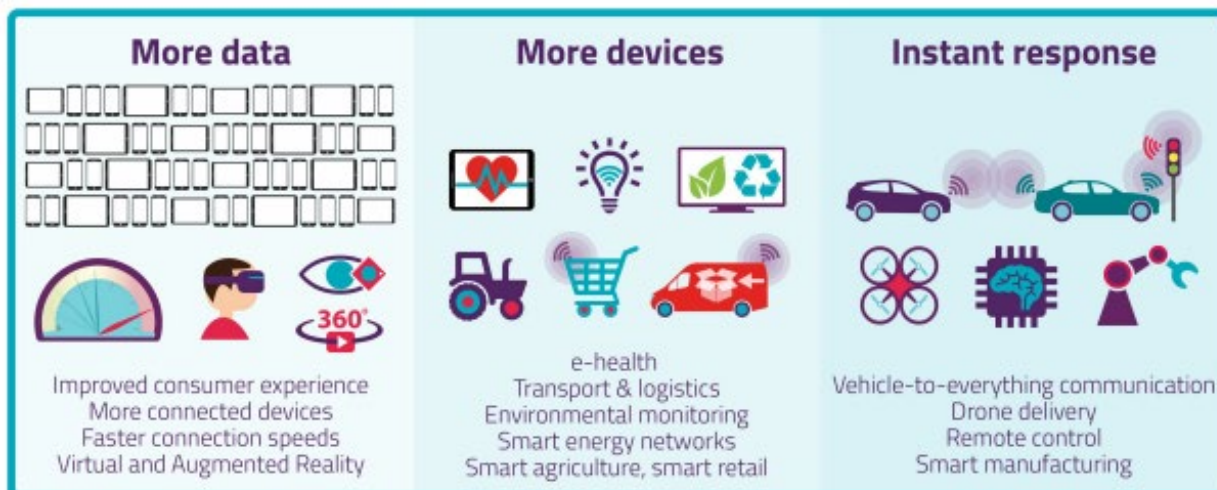 More data
360°
Improved consumer experience
More connected devices
Faster connection speeds
Virtual and Augmented Reality
More devices
e-health
Transport & logistics
Environmental monitoring
Smart energy networks
Smart agriculture, smart retail
Instant response
Vehicle-to-everything communication
Drone delivery
Remote control
Smart manufacturing